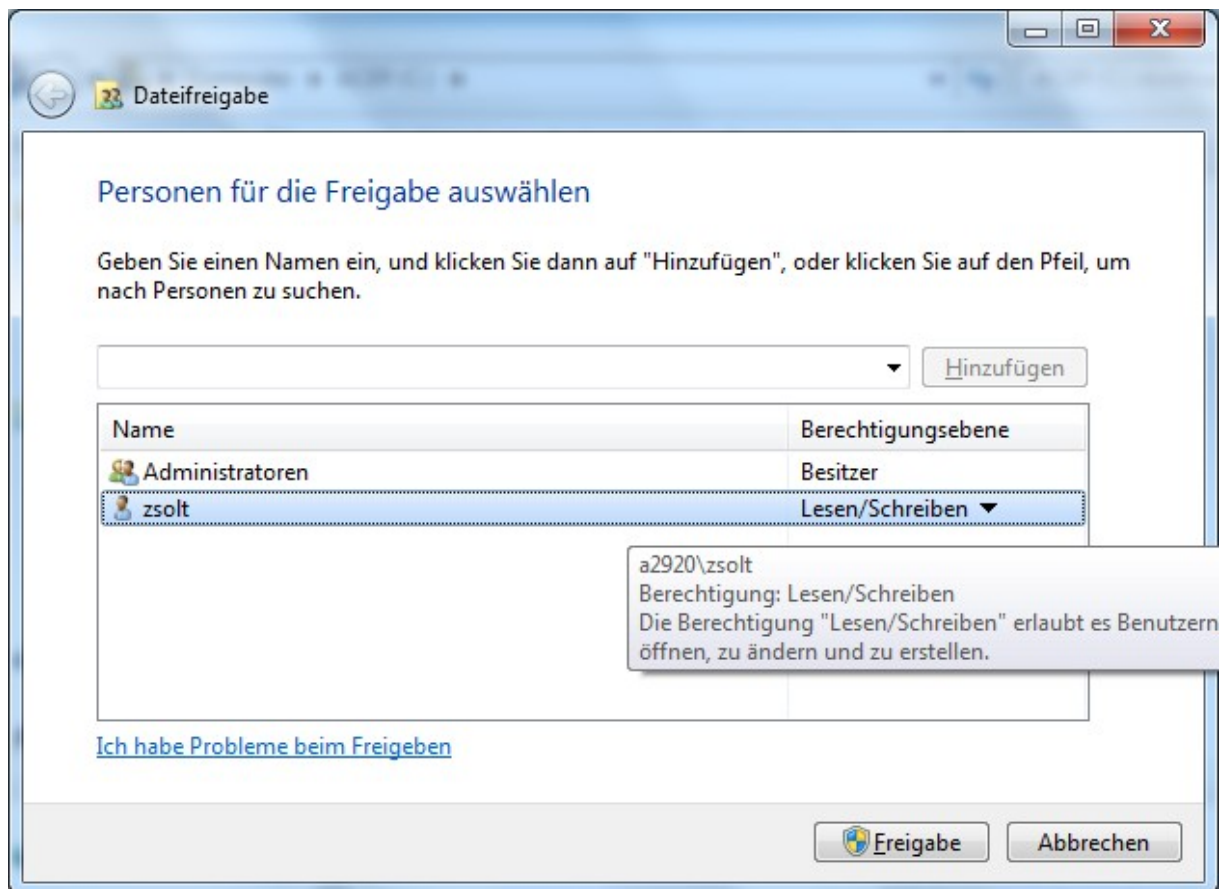 Dateifreigabe
Personen für die Freigabe auswählen
Geben Sie einen Namen ein, und klicken Sie dann auf "Hinzufügen", oder klicken Sie auf den Pfeil, um
nach Personen zu suchen.
Hinzufügen
Name Berechtigungsebene
Administratoren Besitzer
zsolt Lesen/Schreiben
a2920\zsolt
Berechtigung: Lesen/Schreiben
Die Berechtigung "Lesen/Schreiben" erlaubt es Benutzern
öffnen, zu ändern und zu erstellen.
Ich habe Probleme beim Freigeben
Freigabe Abbrechen